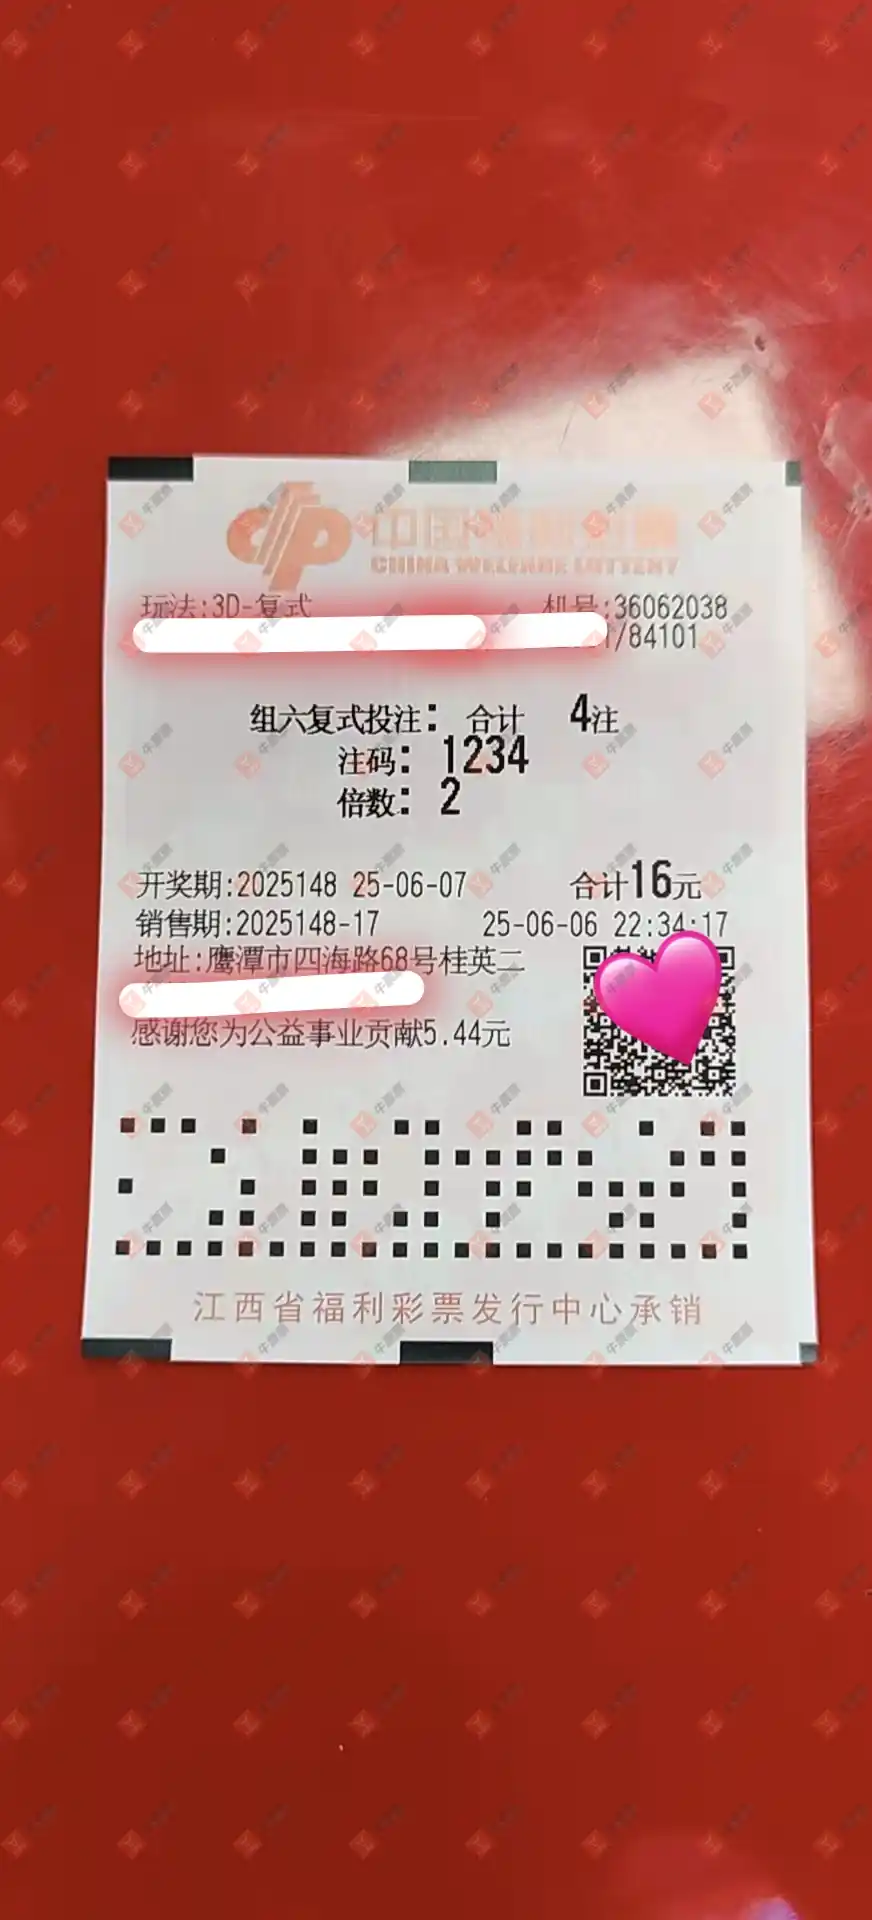 中国福利彩票
CHINA WELFARE LOTTERY
玩法:3D-复式 机号:36062038
1/84101
组六复式投注: 合计 4注
注码: 1234
倍数: 2
开奖期:2025148 25-06-07 合计16元
销售期:2025148-17 25-06-06 22:34:17
地址:鹰潭市四海路68号桂英二
感谢您为公益事业贡献5.44元
江西省福利彩票发行中心承销